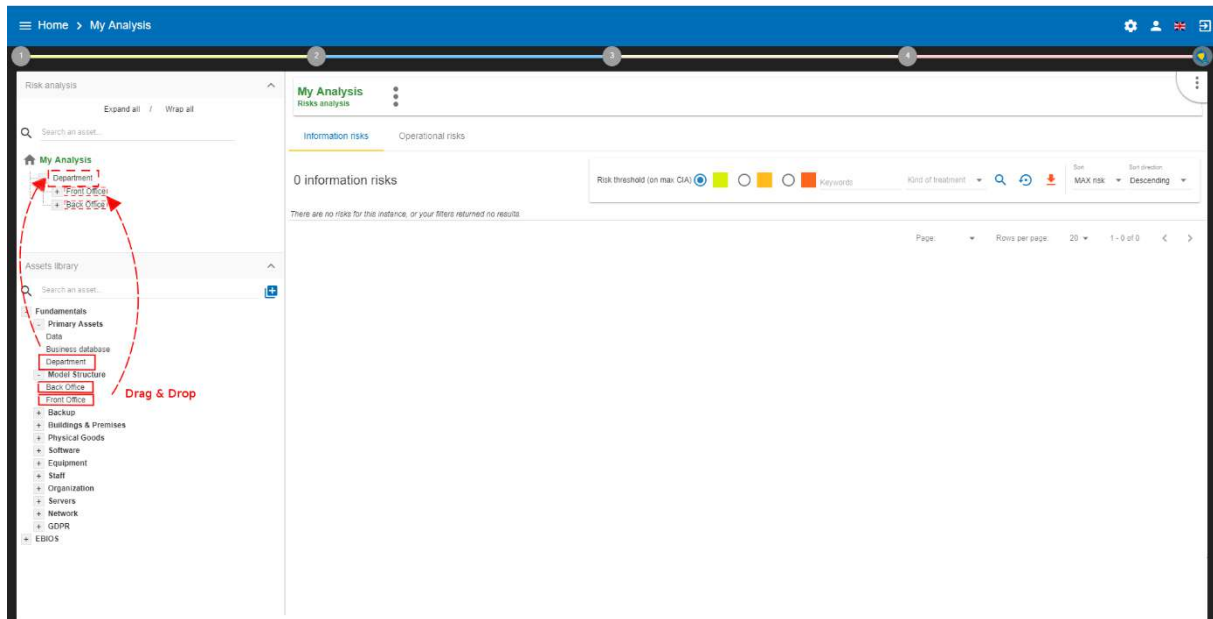 Home > My Analysis
1
2
3
4
Risk analysis
Expand all / Wrap all
Search an asset...
My Analysis
Department
+ Front Office
+ Back Office
Assets library
Search an asset...
- Fundamentals
- Primary Assets
Data
Business database
Department
- Model Structure
Back Office
Front Office
Drag & Drop
+ Backup
+ Buildings & Premises
+ Physical Goods
+ Software
+ Equipment
+ Staff
+ Organization
+ Servers
+ Network
+ GDPR
+ EBIOS
My Analysis
Risks analysis
Information risks Operational risks
0 information risks
Risk threshold (on max CIA) Keywords Kind of treatment
Sort
MAX risk
Sort direction
Descending
There are no risks for this instance, or your filters returned no results.
Page: Rows per page: 20 1 - 0 of 0 < >